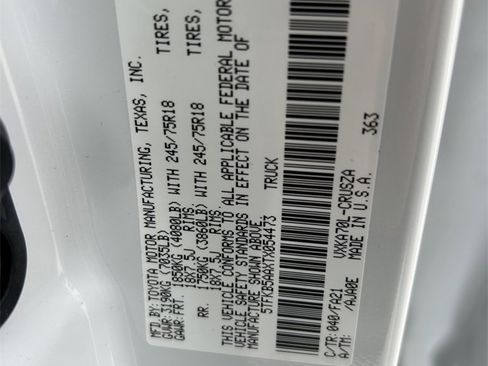 MFD BY: TOYOTA MOTOR MANUFACTURING, TEXAS, INC.
GVWR: 3190KG (7035LB)
GAWR: FRT. 1850KG (4080LB) WITH 245/75R18 TIRES,
18X7.5J RIMS
RR. 1750KG (3860LB) WITH 245/75R18 TIRES,
18X7.5J RIMS
THIS VEHICLE CONFORMS TO ALL APPLICABLE FEDERAL MOTOR
VEHICLE SAFETY STANDARDS IN EFFECT ON THE DATE OF
MANUFACTURE SHOWN ABOVE.
TRUCK
C/TR: 040/FA21 VXKA70L-CRUSZA
A/TM: /AJA0E MADE IN U.S.A.
363